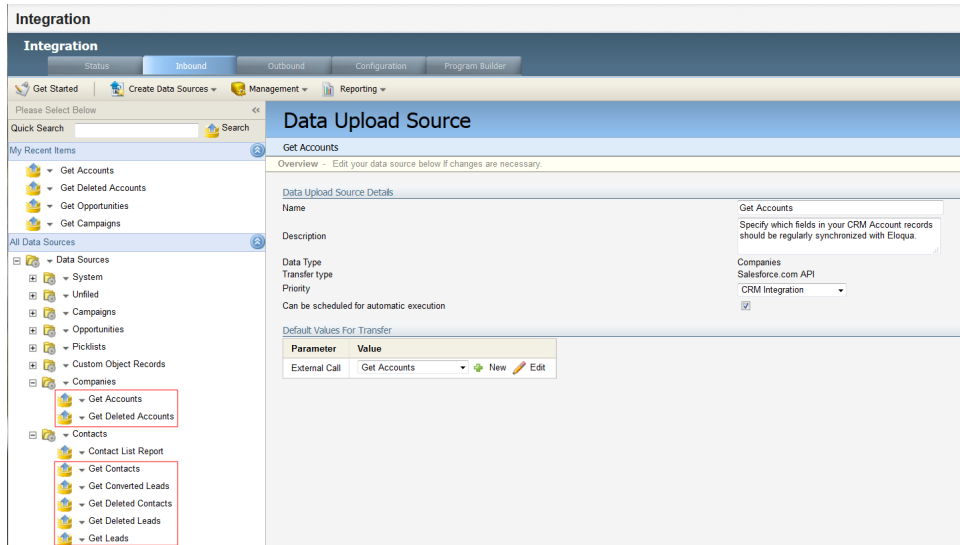 Integration
Integration
Status Inbound Outbound Configuration Program Builder
Get Started Create Data Sources Management Reporting
Please Select Below «
Quick Search Search
My Recent Items
Get Accounts
Get Deleted Accounts
Get Opportunities
Get Campaigns
All Data Sources
Data Sources
System
Unfiled
Campaigns
Opportunities
Picklists
Custom Object Records
Companies
Get Accounts
Get Deleted Accounts
Contacts
Contact List Report
Get Contacts
Get Converted Leads
Get Deleted Contacts
Get Deleted Leads
Get Leads
Data Upload Source
Get Accounts
Overview - Edit your data source below If changes are necessary.
Data Upload Source Details
Name Get Accounts
Description Specify which fields in your CRM Account records
should be regularly synchronized with Eloqua.
Data Type Companies
Transfer type Salesforce.com API
Priority CRM Integration
Can be scheduled for automatic execution
Default Values For Transfer
Parameter Value
External Call Get Accounts New Edit